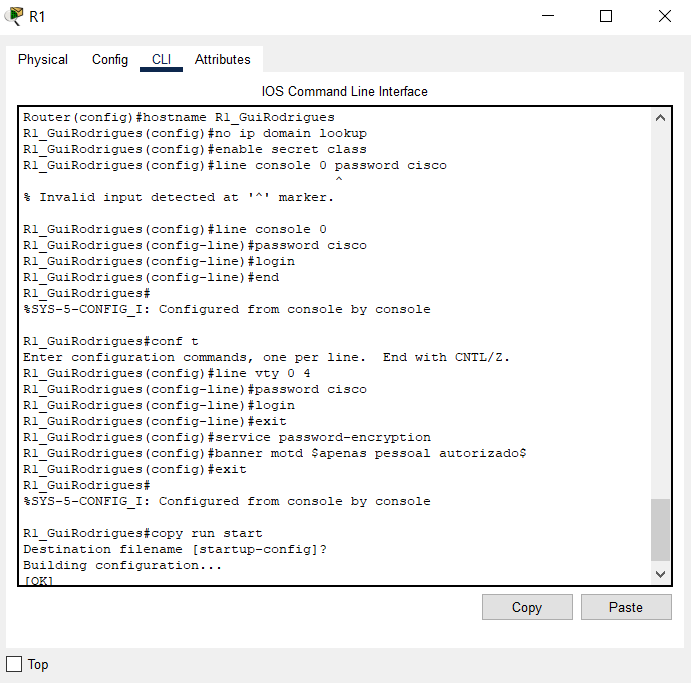 R1
Physical Config CLI Attributes
IOS Command Line Interface
Router(config)#hostname R1_GuiRodrigues
R1_GuiRodrigues(config)#no ip domain lookup
R1_GuiRodrigues(config)#enable secret class
R1_GuiRodrigues(config)#line console 0 password cisco
^
% Invalid input detected at '^' marker.
R1_GuiRodrigues(config)#line console 0
R1_GuiRodrigues(config-line)#password cisco
R1_GuiRodrigues(config-line)#login
R1_GuiRodrigues(config-line)#end
R1_GuiRodrigues#
%SYS-5-CONFIG_I: Configured from console by console
R1_GuiRodrigues#conf t
Enter configuration commands, one per line.  End with CNTL/Z.
R1_GuiRodrigues(config)#line vty 0 4
R1_GuiRodrigues(config-line)#password cisco
R1_GuiRodrigues(config-line)#login
R1_GuiRodrigues(config-line)#exit
R1_GuiRodrigues(config)#service password-encryption
R1_GuiRodrigues(config)#banner motd $apenas pessoal autorizado$
R1_GuiRodrigues(config)#exit
R1_GuiRodrigues#
%SYS-5-CONFIG_I: Configured from console by console
R1_GuiRodrigues#copy run start
Destination filename [startup-config]?
Building configuration...
[OK]
Copy Paste
Top